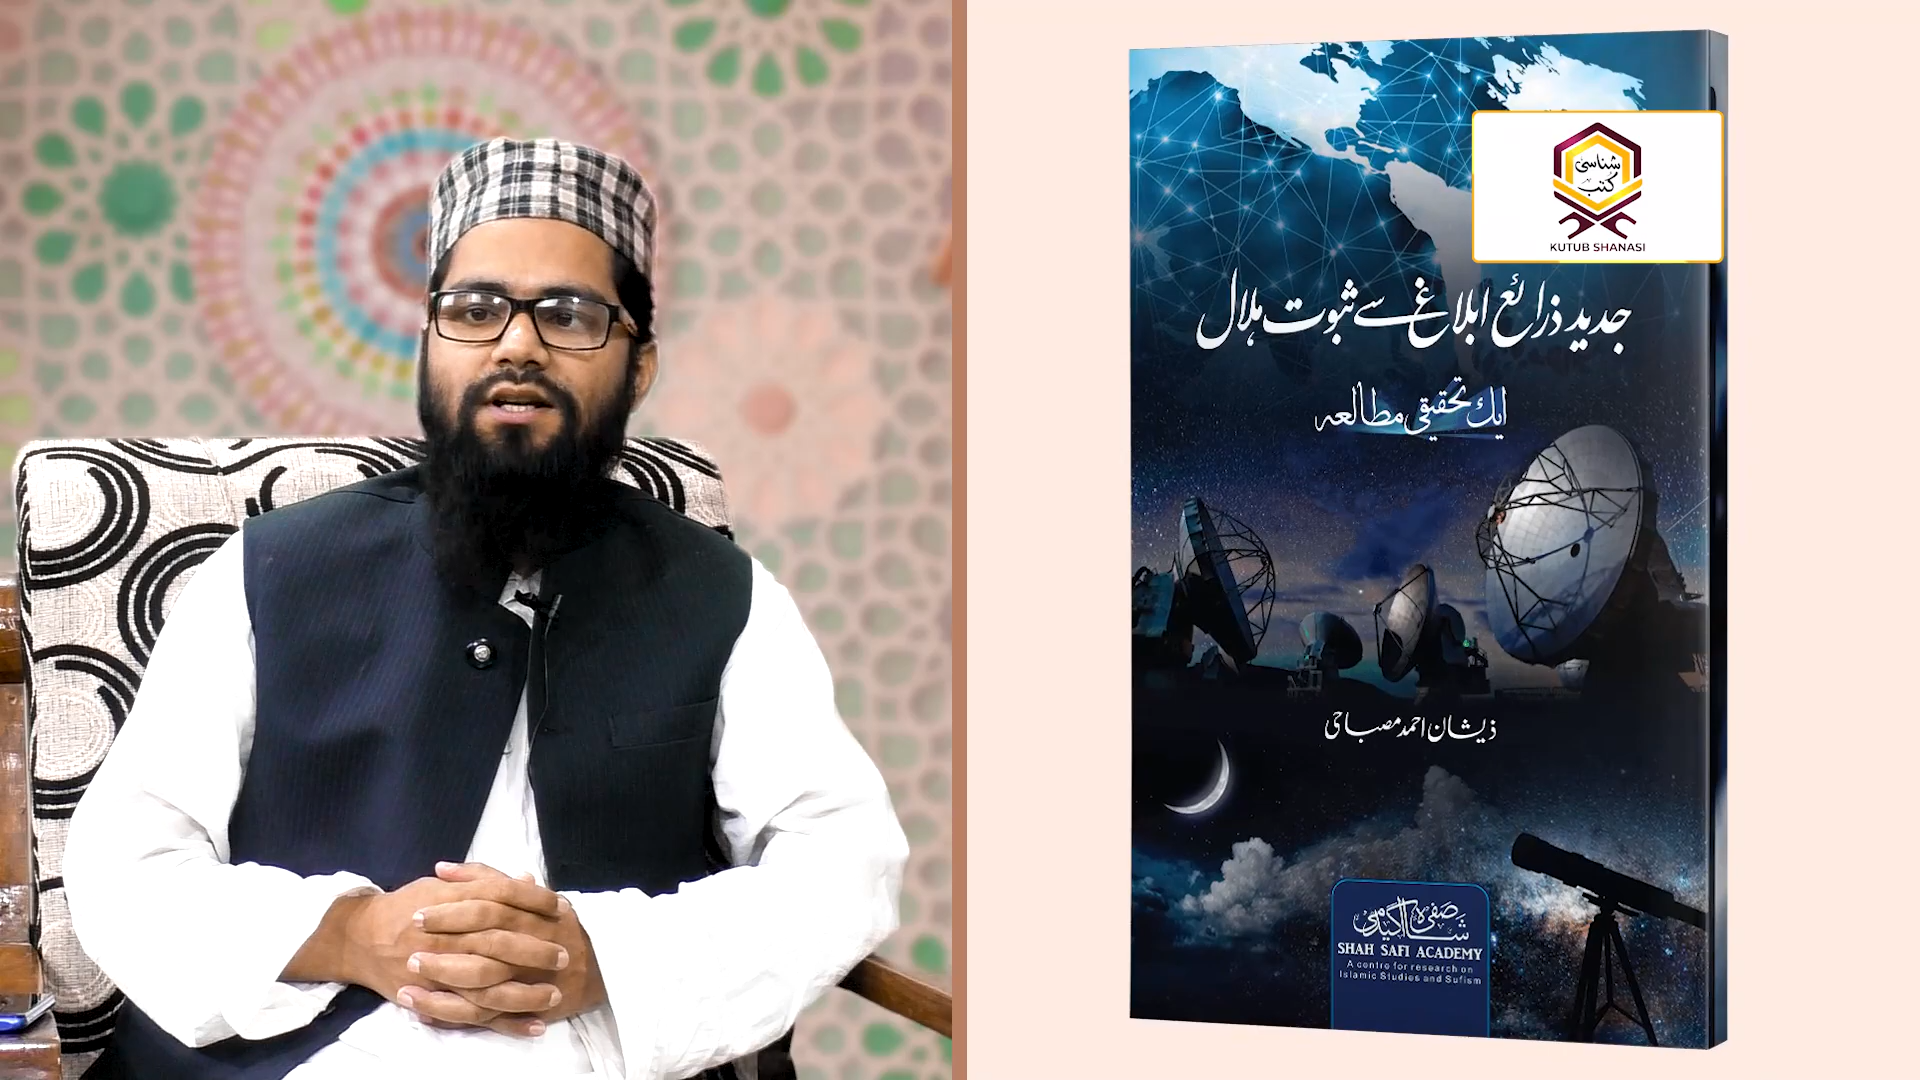 شناسی
کتب
KUTUB SHANASI
جدید ذرائع ابلاغ سے ثبوت ہلال
ایک تحقیقی مطالعہ
ذیشان احمد مصباحی
شاہ صفی اکیڈمی
SHAH SAFI ACADEMY
A centre for research on
Islamic Studies and Sufism